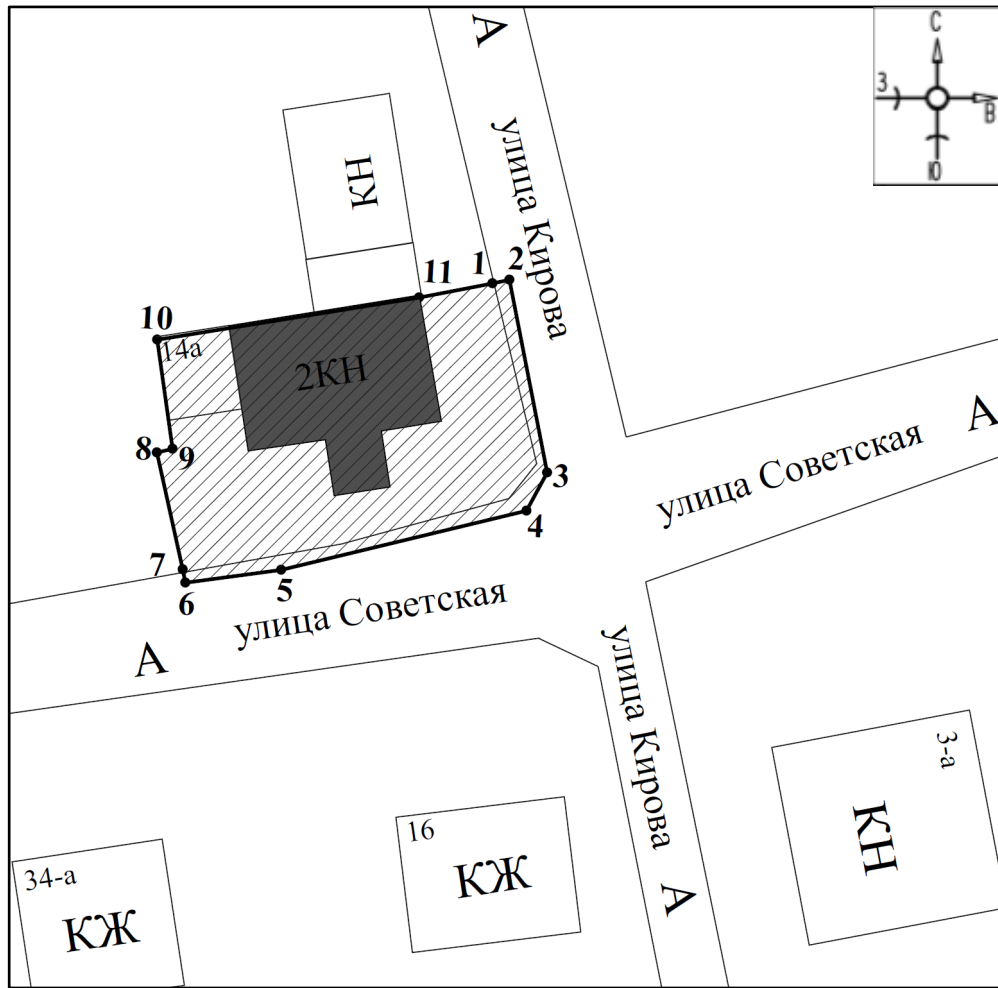 А
С
З
В
Ю
улица Кирова
КН
1
2
11
10
14а
2КН
8
9
3
4
А
улица Советская
7
6
5
улица Советская
А
улица Кирова
3-а
КН
16
КЖ
А
34-а
КЖ